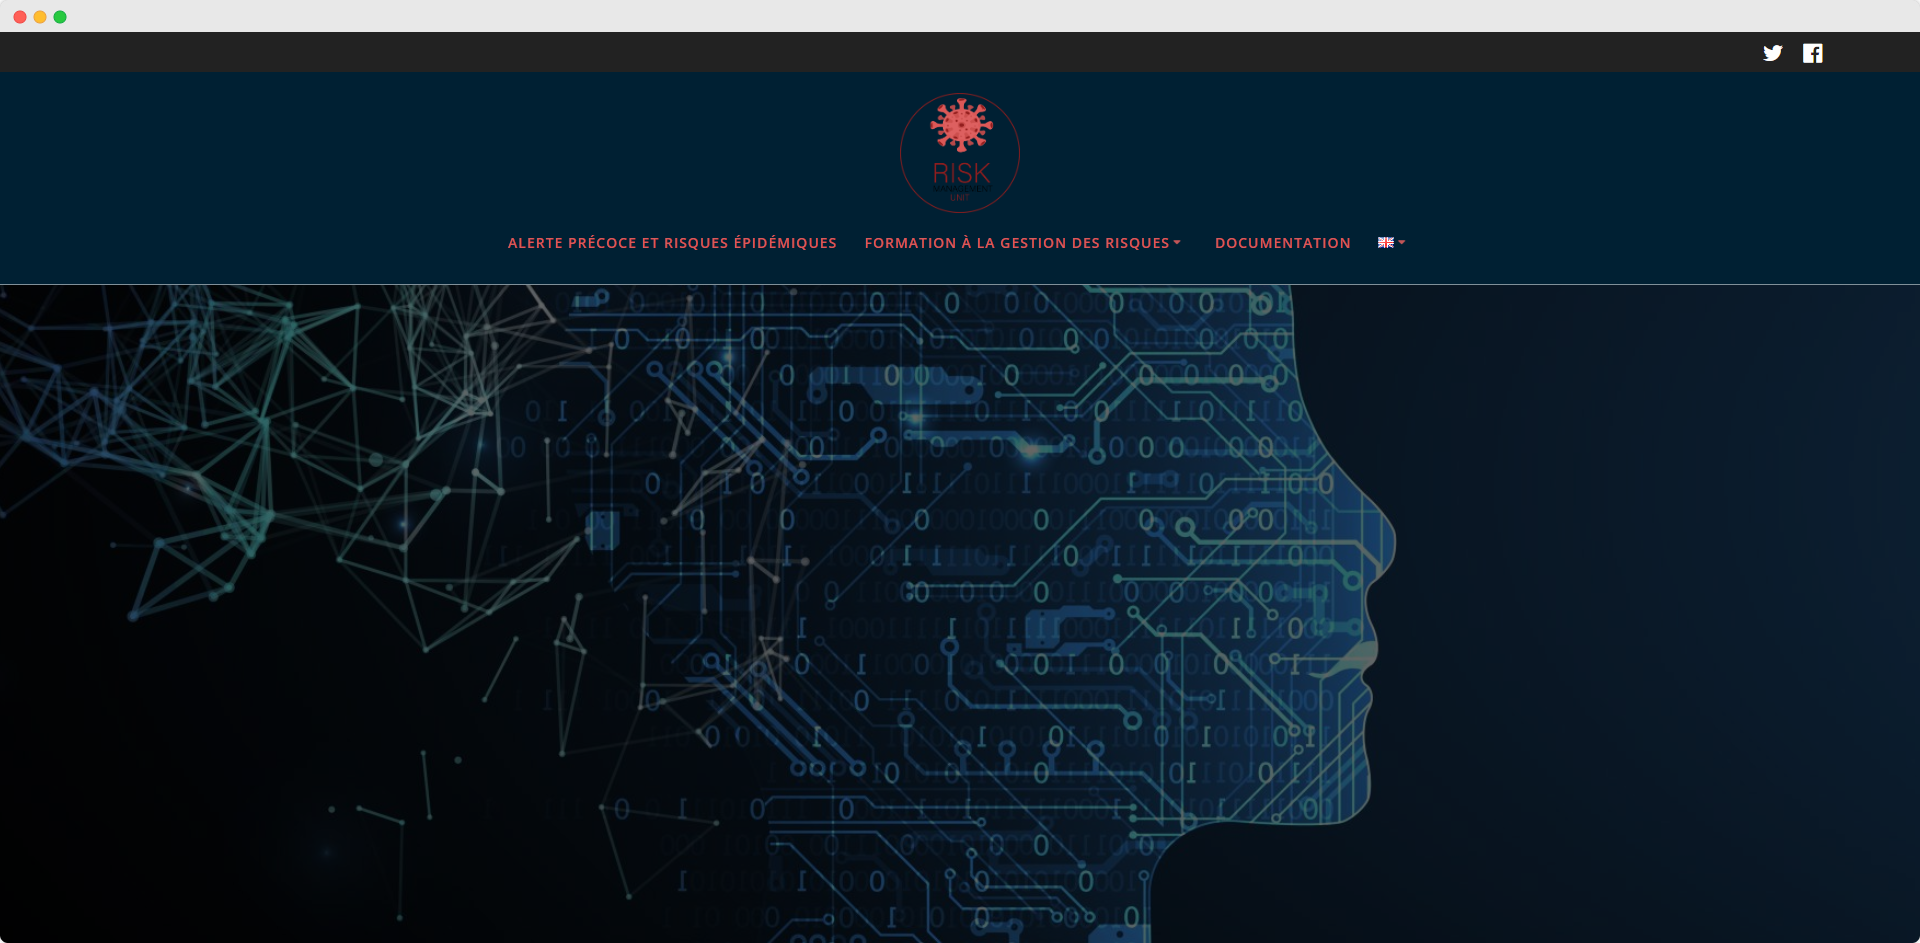 RISK
MANAGEMENT
UNIT
ALERTE PRÉCOCE ET RISQUES ÉPIDÉMIQUES
FORMATION À LA GESTION DES RISQUES
DOCUMENTATION